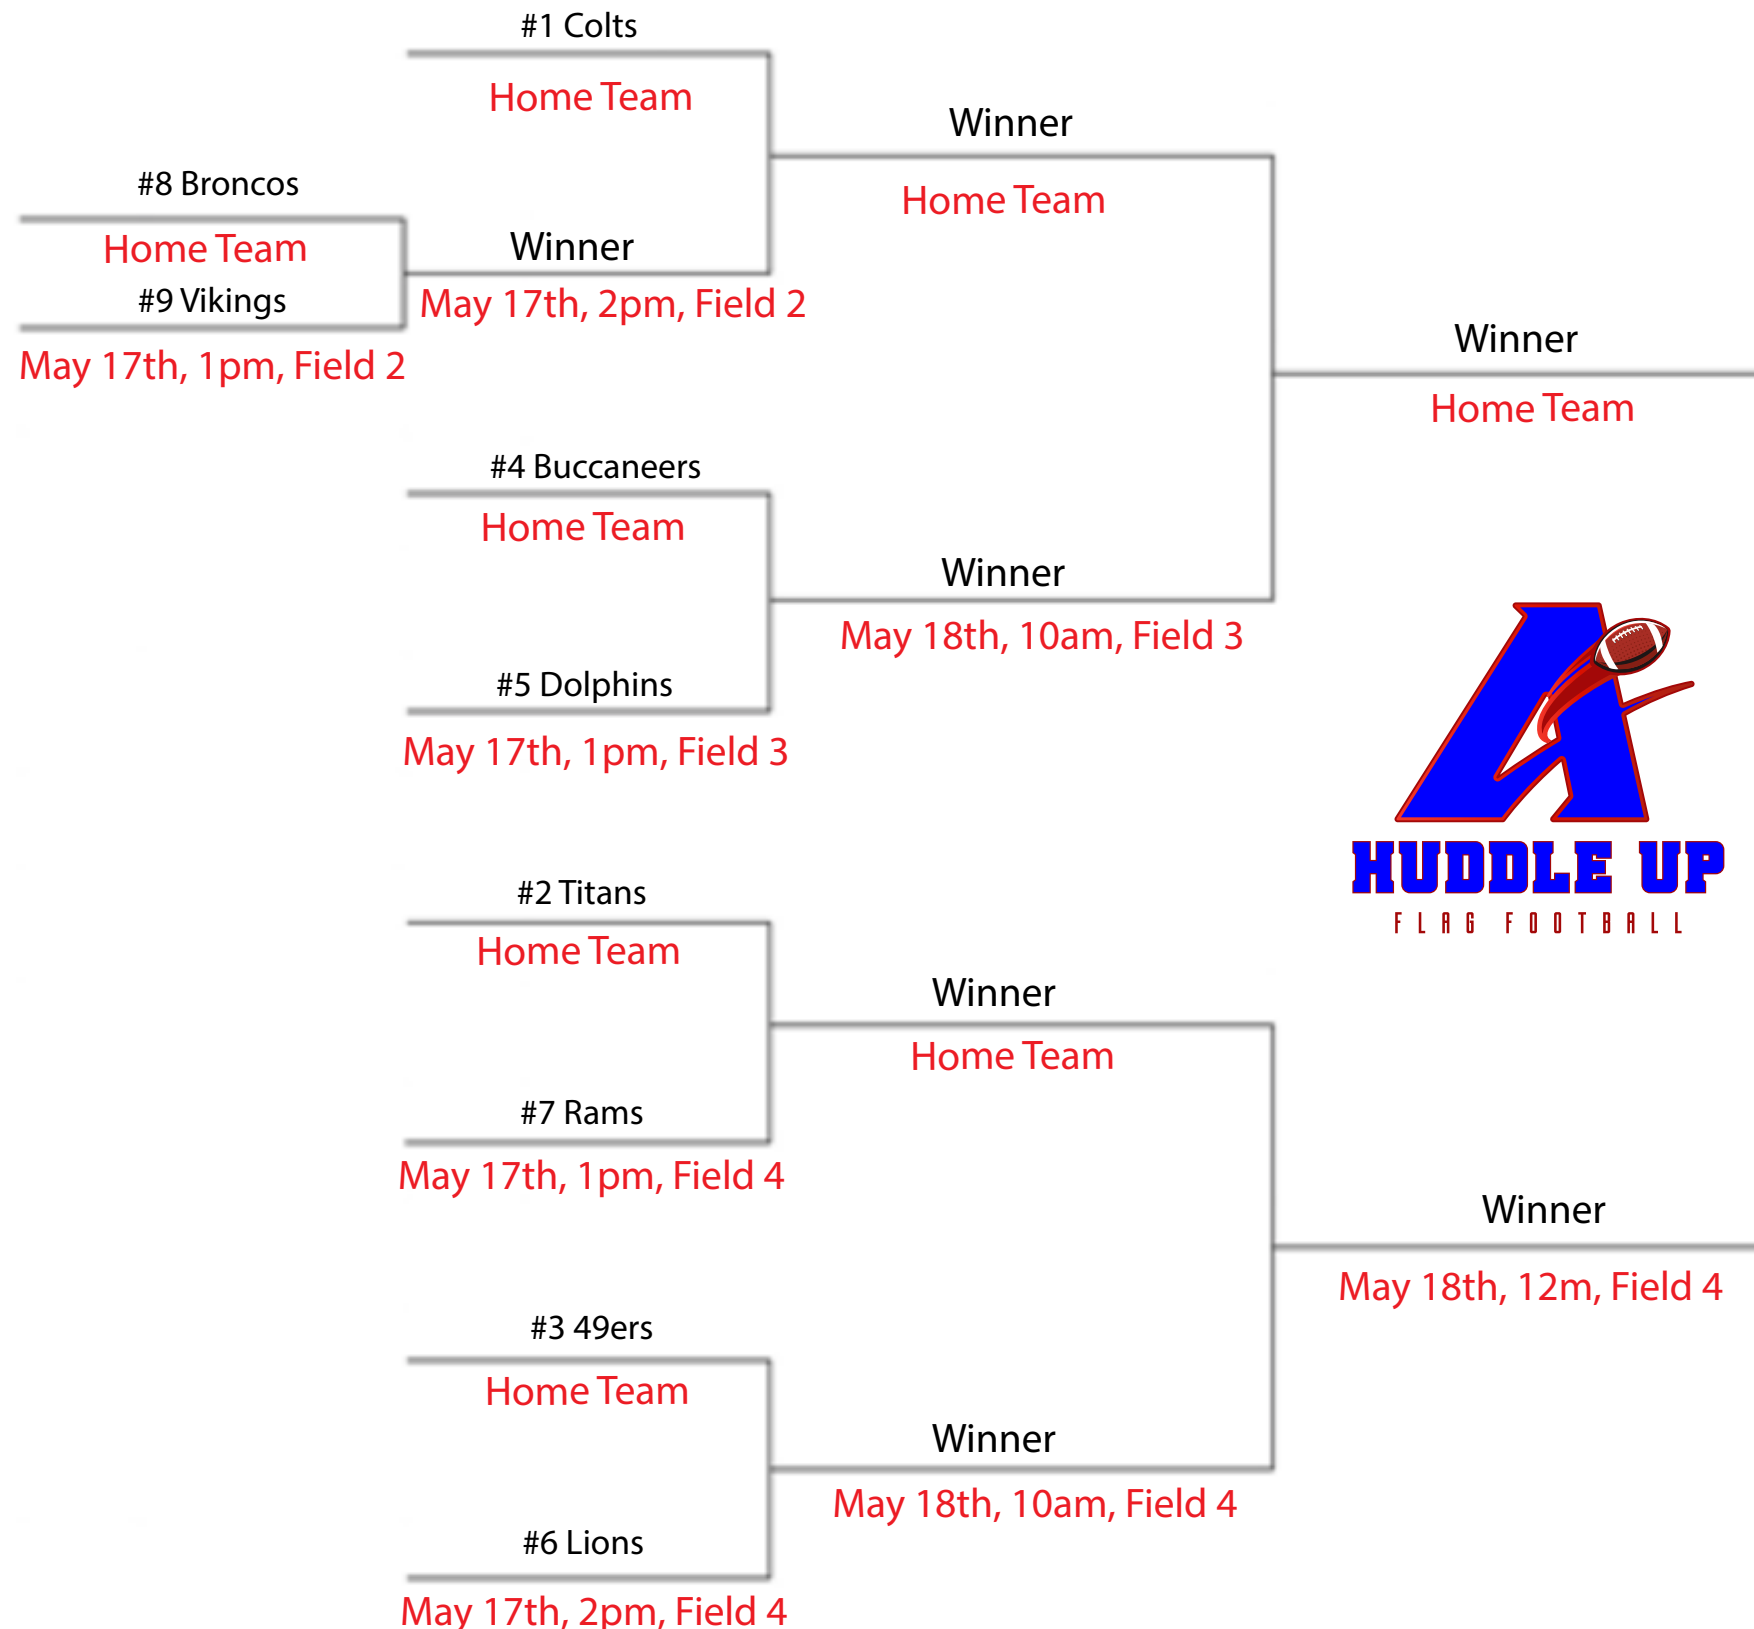 #1 Colts
Home Team
Winner
Home Team
#8 Broncos
Home Team
Winner
#9 Vikings
May 17th, 2pm, Field 2
May 17th, 1pm, Field 2
Winner
Home Team
#4 Buccaneers
Home Team
Winner
May 18th, 10am, Field 3
#5 Dolphins
May 17th, 1pm, Field 3
HUDDLE UP
FLAG FOOTBALL
#2 Titans
Home Team
Winner
Home Team
#7 Rams
May 17th, 1pm, Field 4
Winner
May 18th, 12m, Field 4
#3 49ers
Home Team
Winner
May 18th, 10am, Field 4
#6 Lions
May 17th, 2pm, Field 4